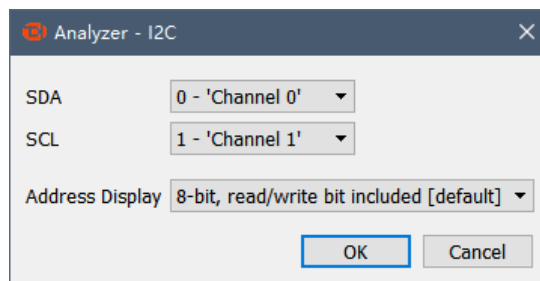 Analyzer - I2C
SDA 0 - 'Channel 0'
SCL 1 - 'Channel 1'
Address Display 8-bit, read/write bit included [default]
OK Cancel